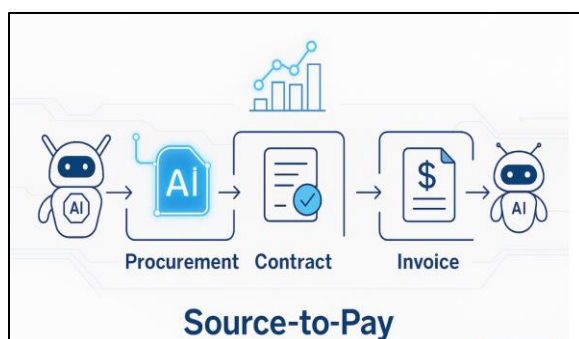 AI
AI
$
AI
Procurement Contract Invoice
Source-to-Pay